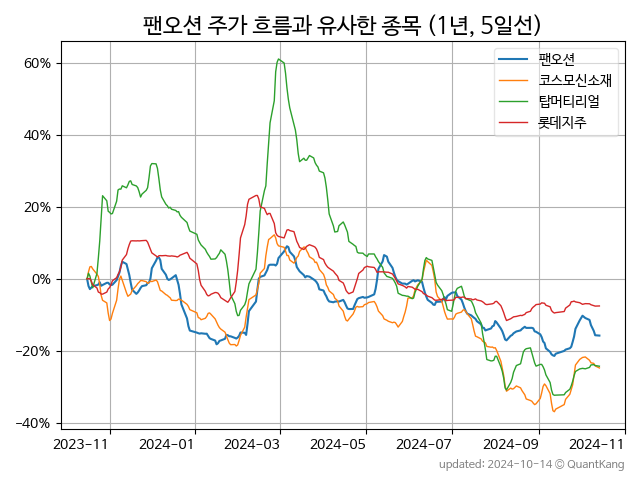 팬오션 주가 흐름과 유사한 종목 (1년, 5일선)
팬오션
코스모신소재
탑머티리얼
롯데지주
60%
40%
20%
0%
−20%
−40%
2023-11
2024-01
2024-03
2024-05
2024-07
2024-09
2024-11
updated: 2024-10-14 © QuantKang